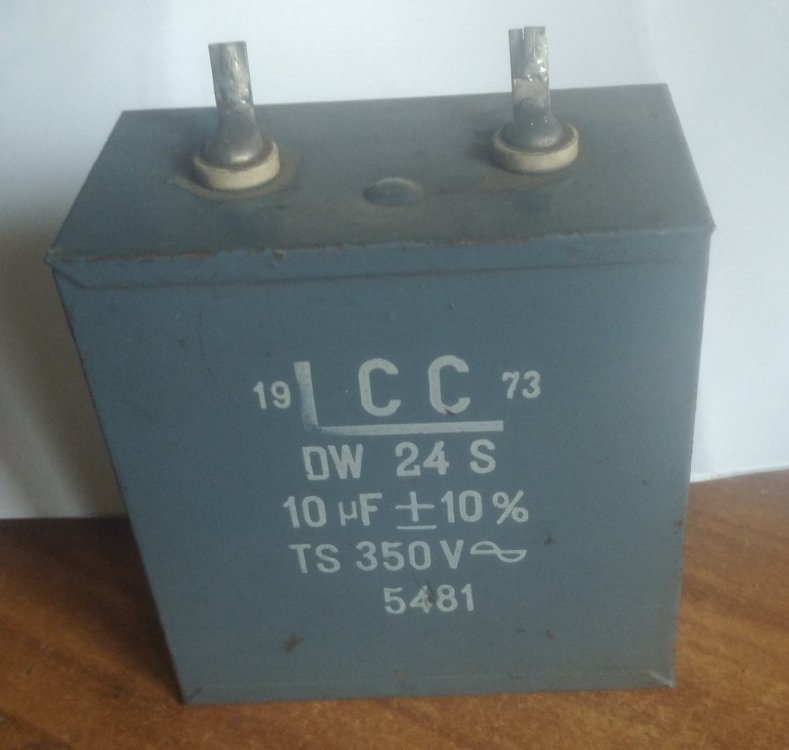 19 LCC 73
DW 24 S
10 µF ±10%
TS 350 V ~
5481